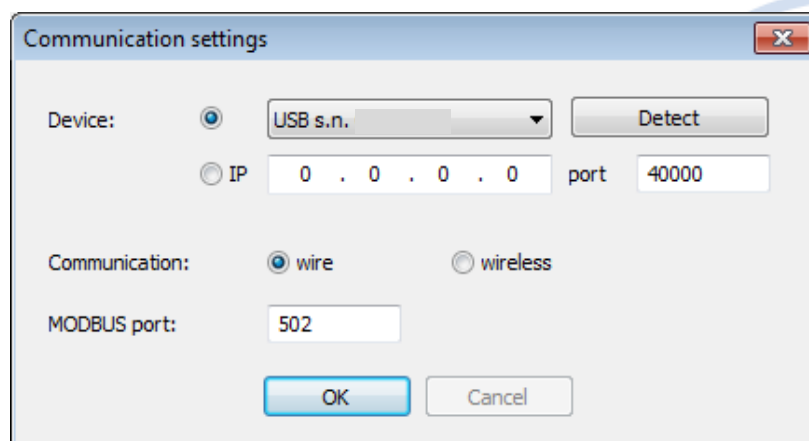 Communication settings
Device: USB s.n. Detect
IP 0 . 0 . 0 . 0 port 40000
Communication: wire wireless
MODBUS port: 502
OK Cancel